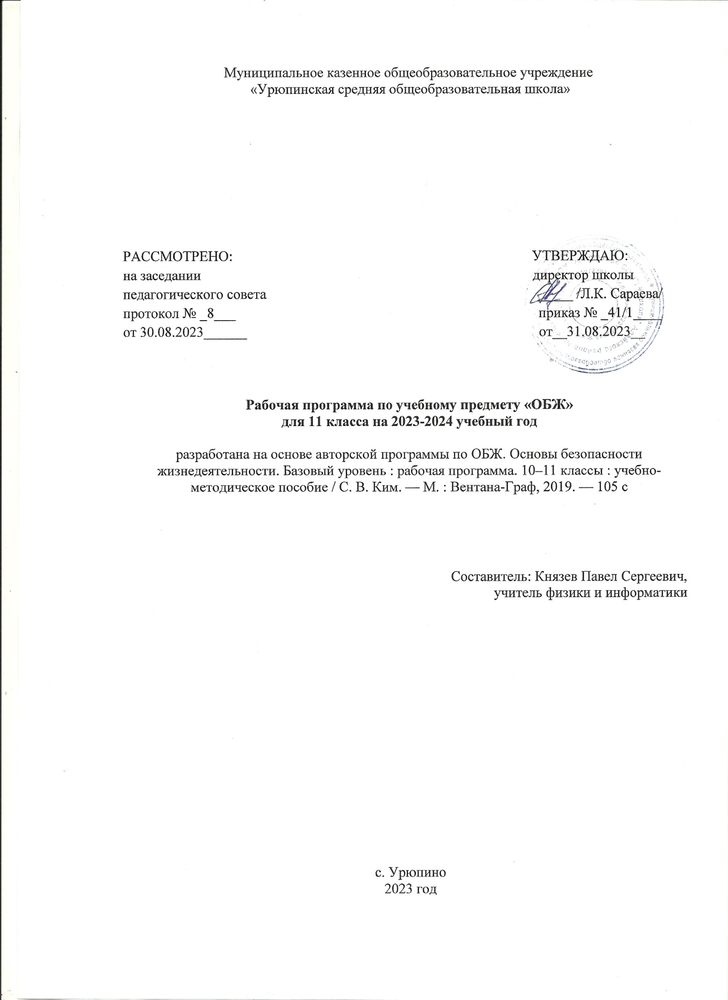 Муниципальное казенное общеобразовательное учреждение
«Урюпинская средняя общеобразовательная школа»
РАССМОТРЕНО:
на заседании
педагогического совета
протокол № _8___
от 30.08.2023______
УТВЕРЖДАЮ:
директор школы
_____ /Л.К. Сараева/
приказ № _41/1____
от__31.08.2023__
Рабочая программа по учебному предмету «ОБЖ»
для 11 класса на 2023-2024 учебный год
разработана на основе авторской программы по ОБЖ. Основы безопасности
жизнедеятельности. Базовый уровень : рабочая программа. 10–11 классы : учебно-
методическое пособие / С. В. Ким. — М. : Вентана-Граф, 2019. — 105 с
Составитель: Князев Павел Сергеевич,
учитель физики и информатики
с. Урюпино
2023 год